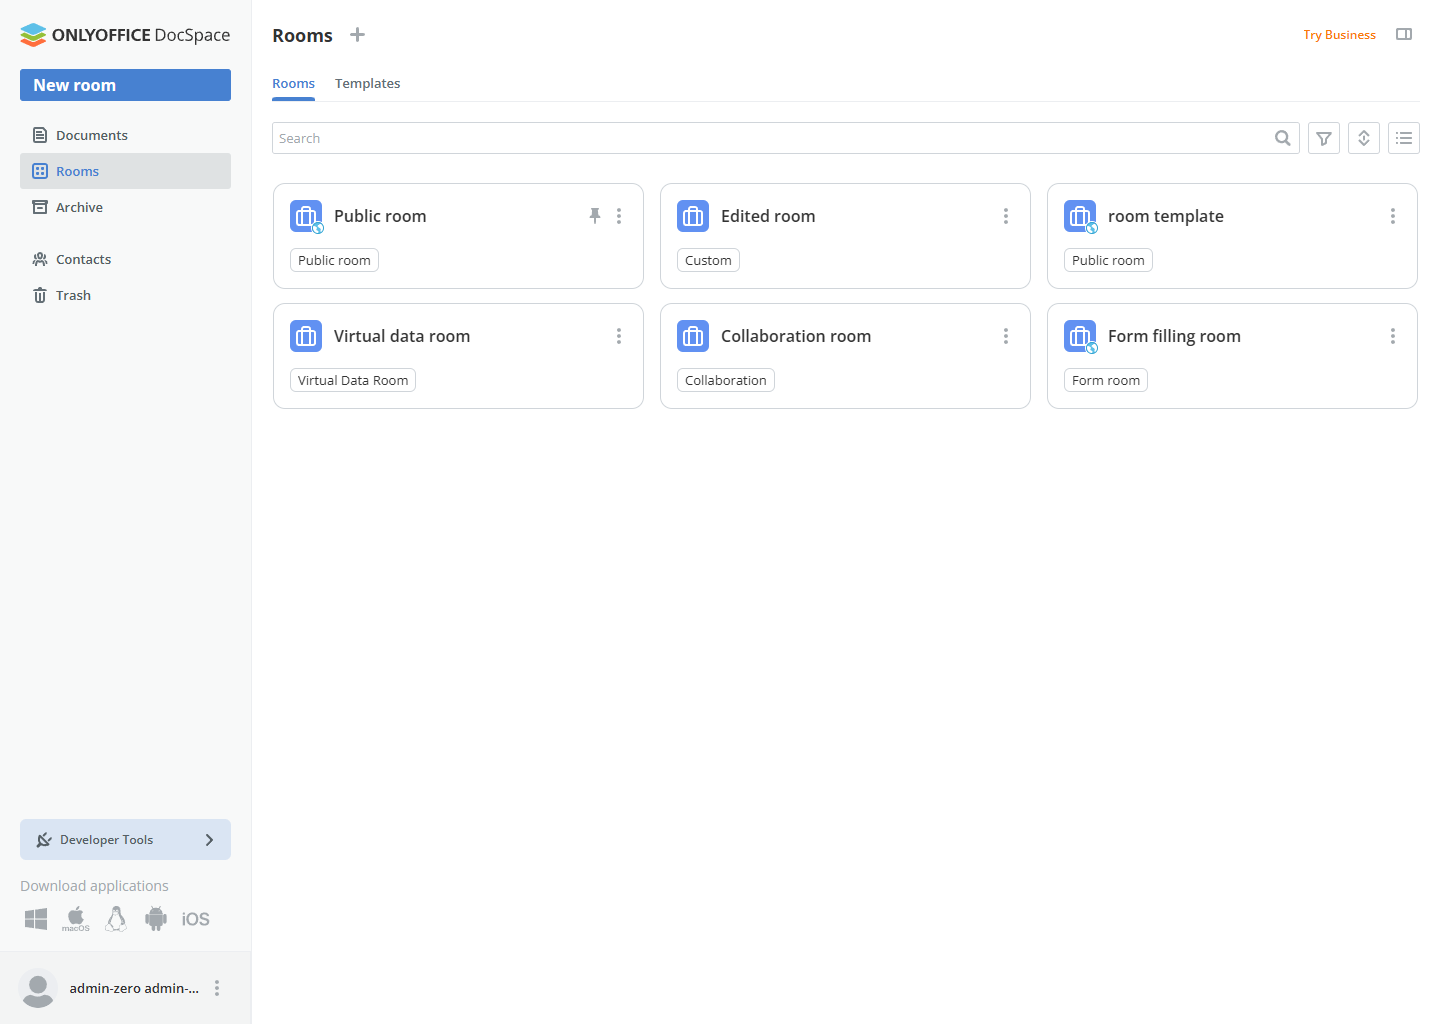 ONLYOFFICE DocSpace
New room
Documents
Rooms
Archive
Contacts
Trash
Developer Tools
Download applications
macOS
iOS
admin-zero admin-...
Rooms
Try Business
Rooms Templates
Search
Public room
Public room
Edited room
Custom
room template
Public room
Virtual data room
Virtual Data Room
Collaboration room
Collaboration
Form filling room
Form room